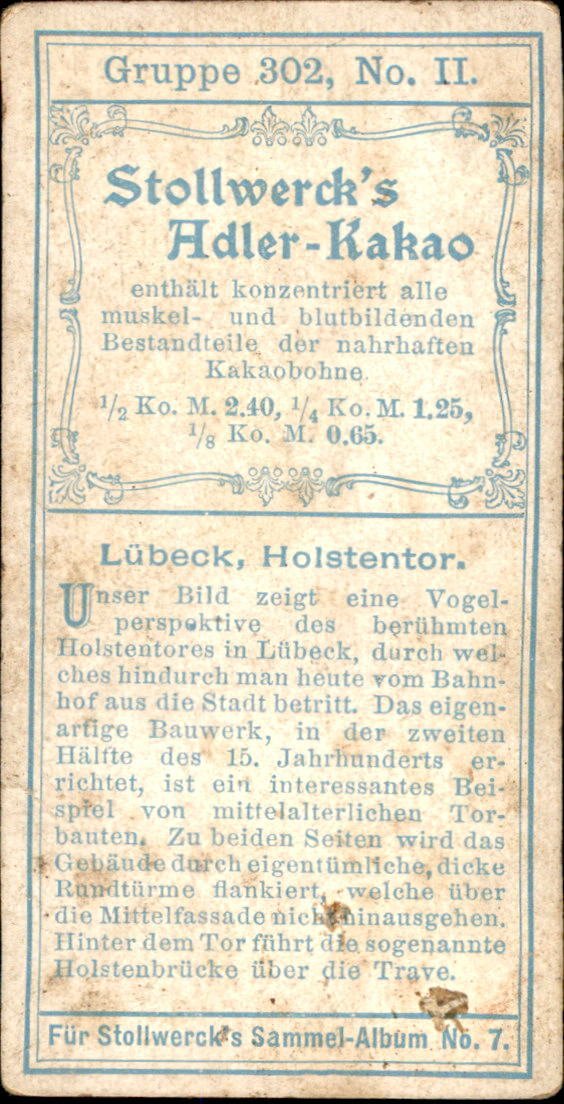 Gruppe 302, No. II.
Stollwerck's
Adler-Kakao
enthält konzentriert alle
muskel- und blutbildenden
Bestandteile der nahrhaften
Kakaobohne.
1/2 Ko. M. 2.40, 1/4 Ko. M. 1.25,
1/8 Ko. M. 0.65.
Lübeck, Holstentor.
Unser Bild zeigt eine Vogel-
perspektive des berühmten
Holstentores in Lübeck, durch wel-
ches hindurch man heute vom Bahn-
hof aus die Stadt betritt. Das eigen-
artige Bauwerk, in der zweiten
Hälfte des 15. Jahrhunderts er-
richtet, ist ein interessantes Bei-
spiel von mittelalterlichen Tor-
bauten. Zu beiden Seiten wird das
Gebäude durch eigentümliche, dicke
Rundtürme flankiert, welche über
die Mittelfassade nicht hinausgehen.
Hinter dem Tor führt die sogenannte
Holstenbrücke über die Trave.
Für Stollwerck's Sammel-Album No. 7.